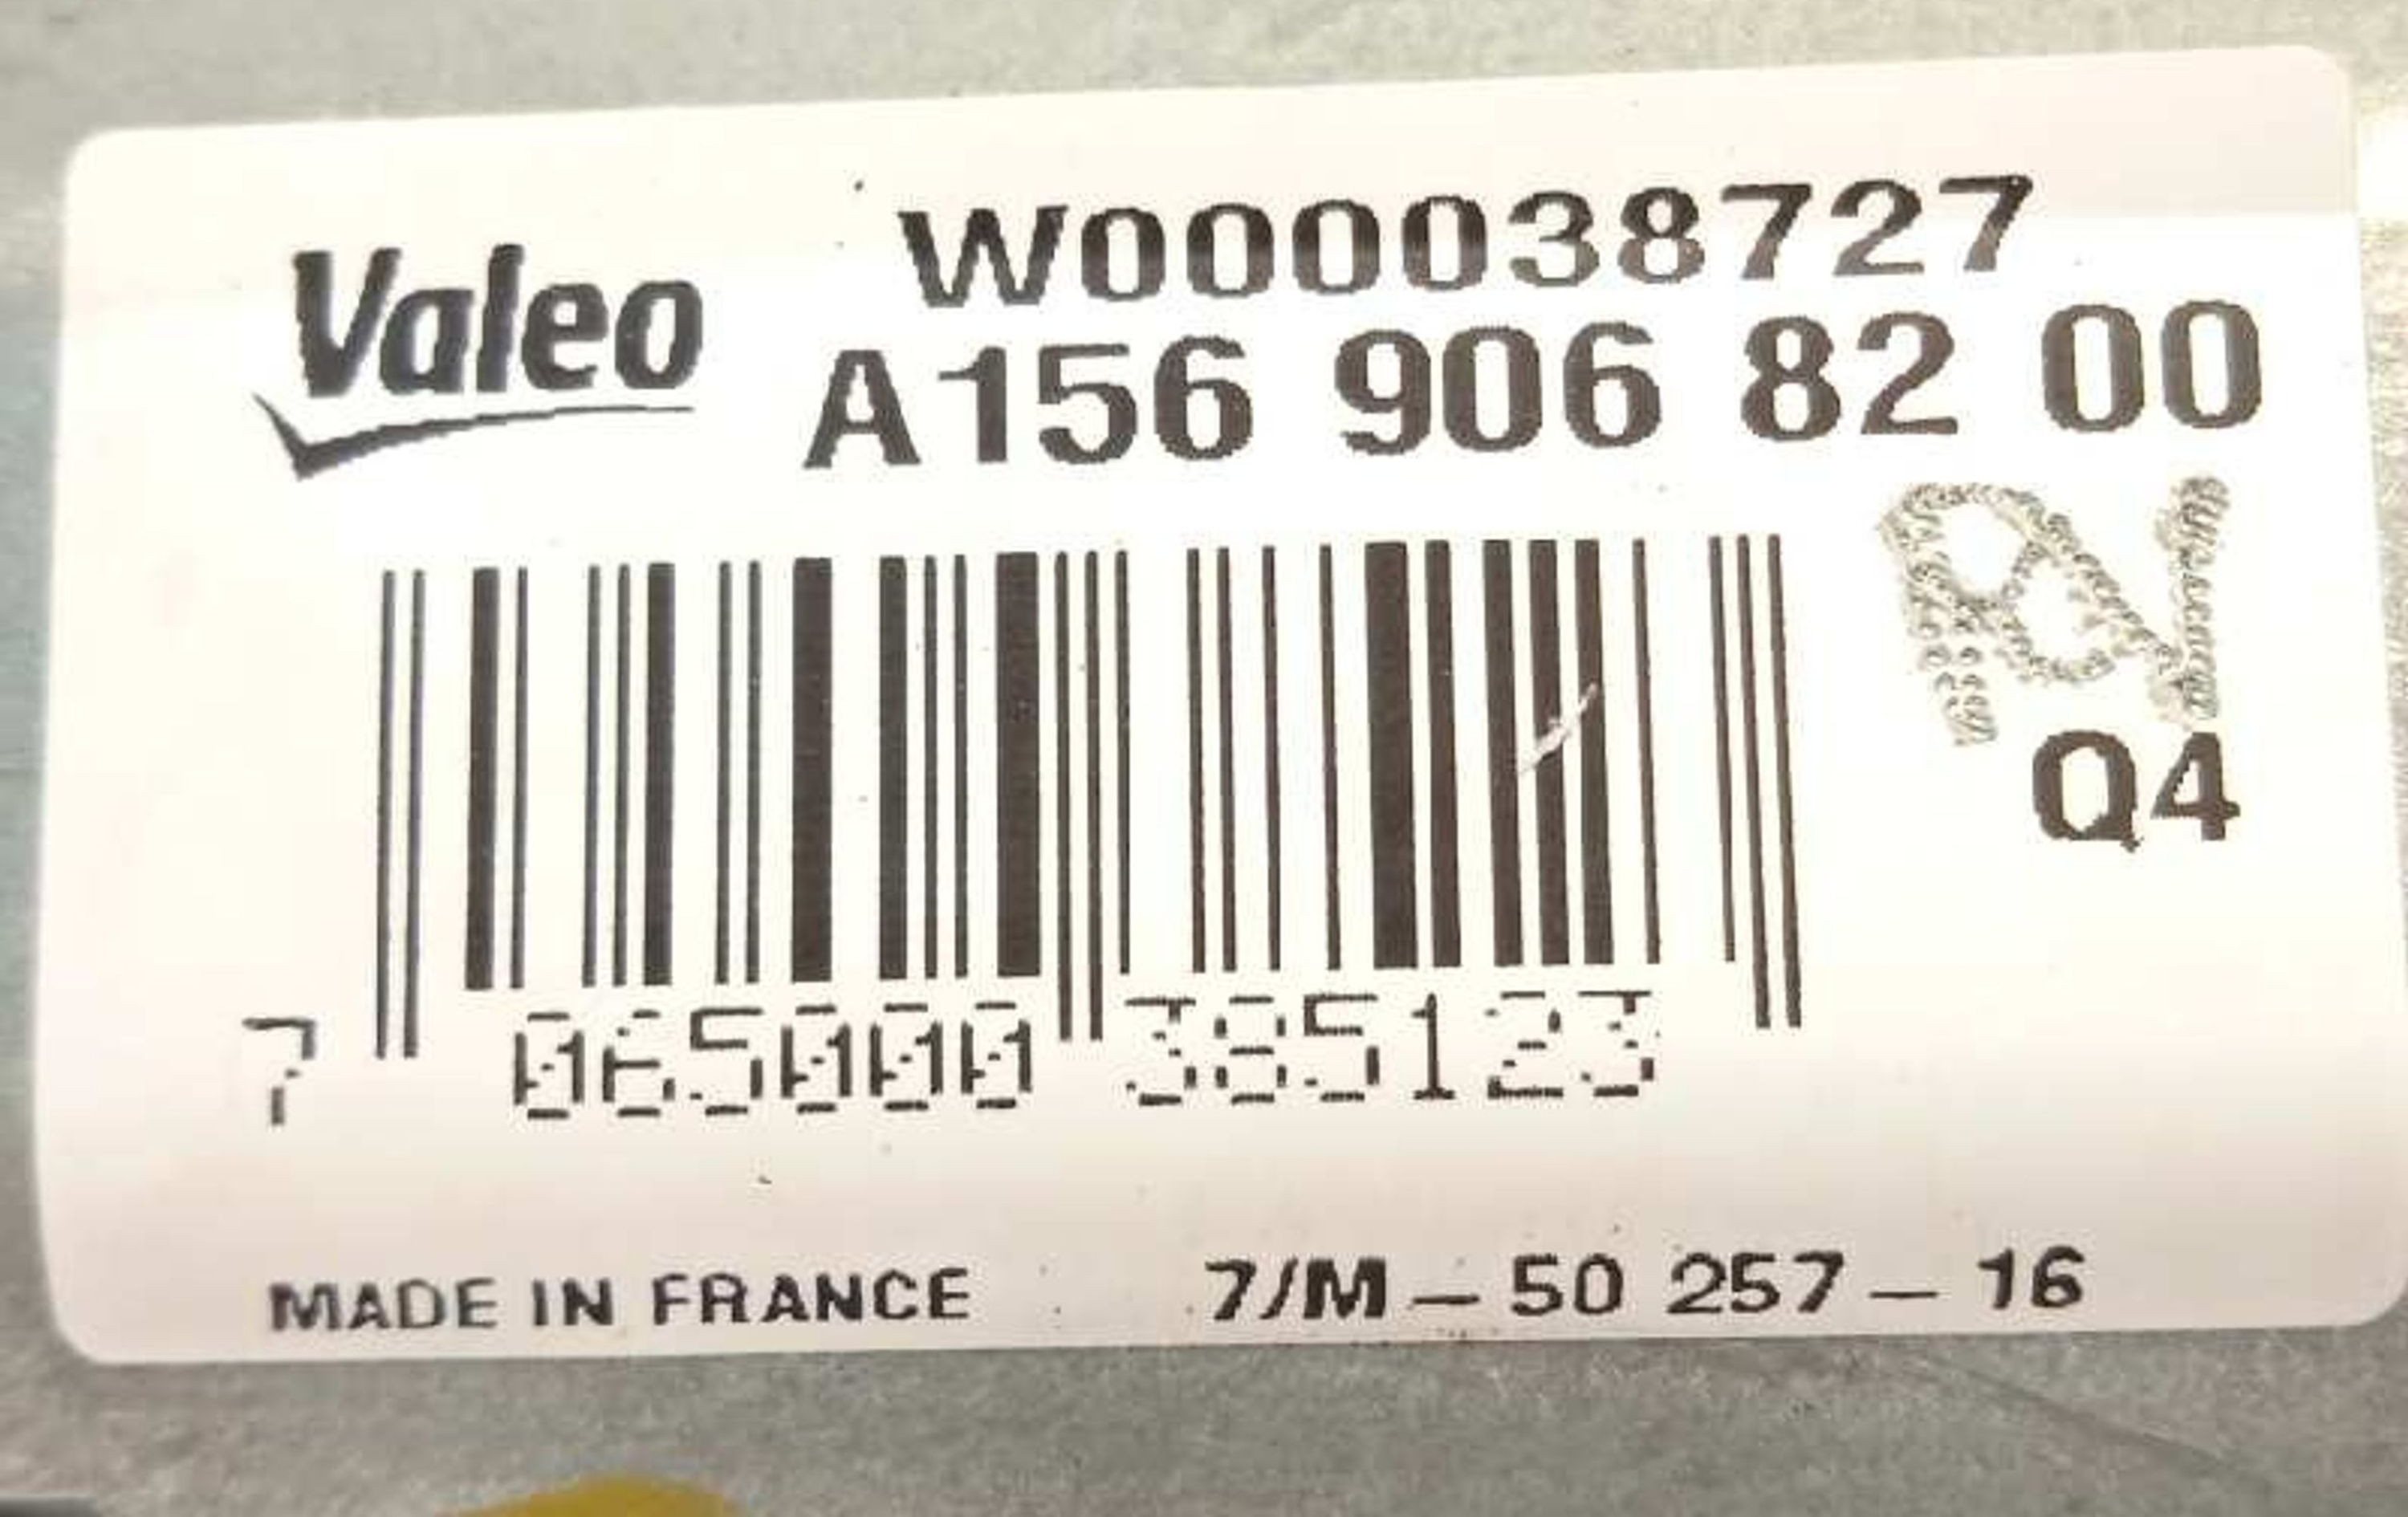 Valeo
W000038727
A156 906 82 00
Q4
7 065000 385123
MADE IN FRANCE 7/M - 50 257 - 16